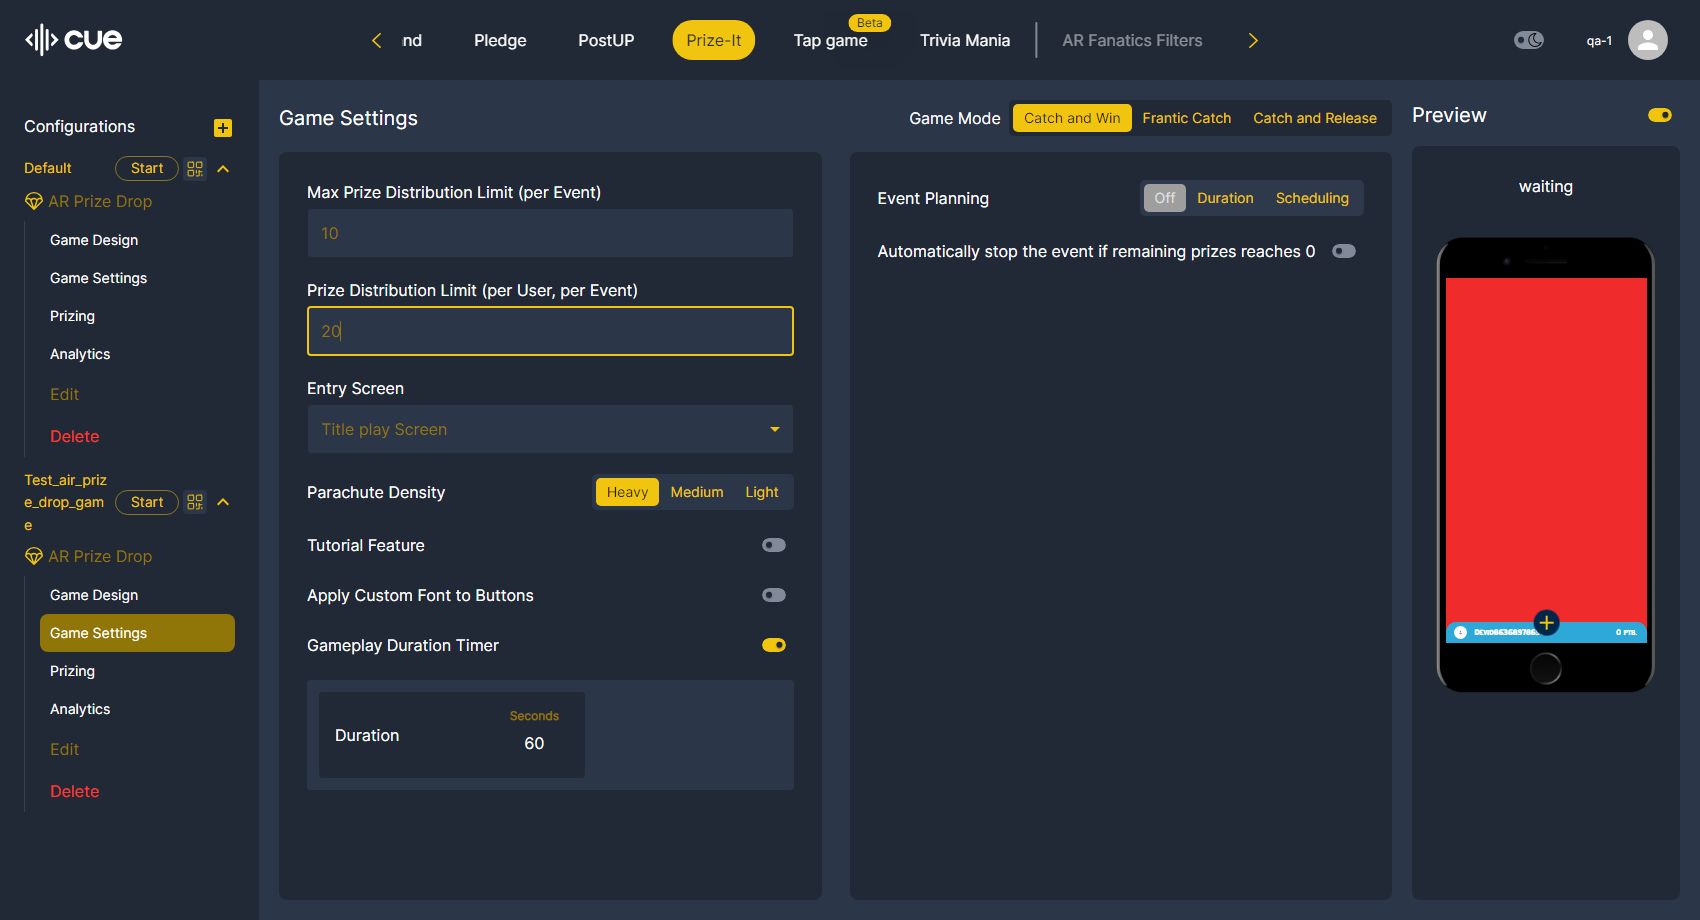 cue
nd
Pledge
PostUP
Prize-It
Beta
Tap game
Trivia Mania
AR Fanatics Filters
qa-1
Configurations
Default
Start
AR Prize Drop
Game Design
Game Settings
Prizing
Analytics
Edit
Delete
Test_air_priz
e_drop_gam
e
Start
AR Prize Drop
Game Design
Game Settings
Prizing
Analytics
Edit
Delete
Game Settings
Game Mode
Catch and Win
Frantic Catch
Catch and Release
Max Prize Distribution Limit (per Event)
10
Prize Distribution Limit (per User, per Event)
20
Entry Screen
Title play Screen
Parachute Density
Heavy
Medium
Light
Tutorial Feature
Apply Custom Font to Buttons
Gameplay Duration Timer
Duration
Seconds
60
Event Planning
Off
Duration
Scheduling
Automatically stop the event if remaining prizes reaches 0
Preview
waiting
0 PTS.